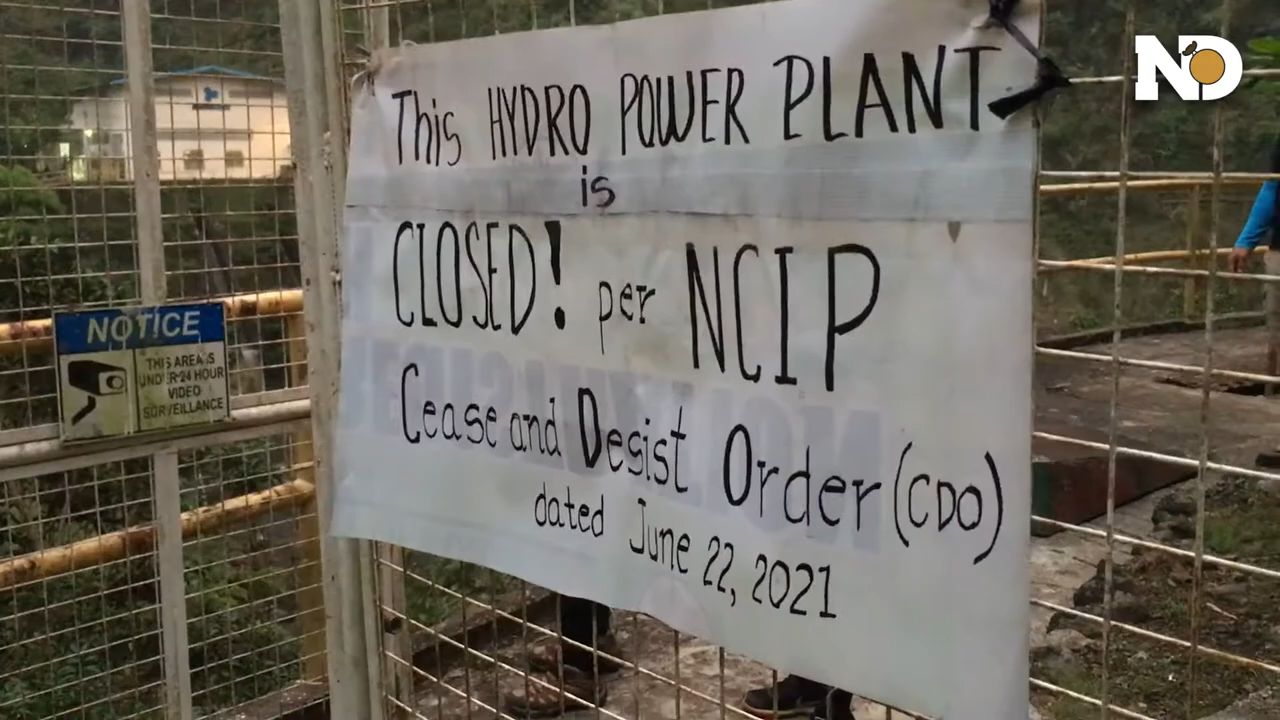 ND
This HYDRO POWER PLANT
is
CLOSED! per NCIP
Cease and Desist Order (CDO)
dated June 22, 2021
NOTICE
THIS AREA IS
UNDER 24 HOUR
VIDEO
SURVEILLANCE